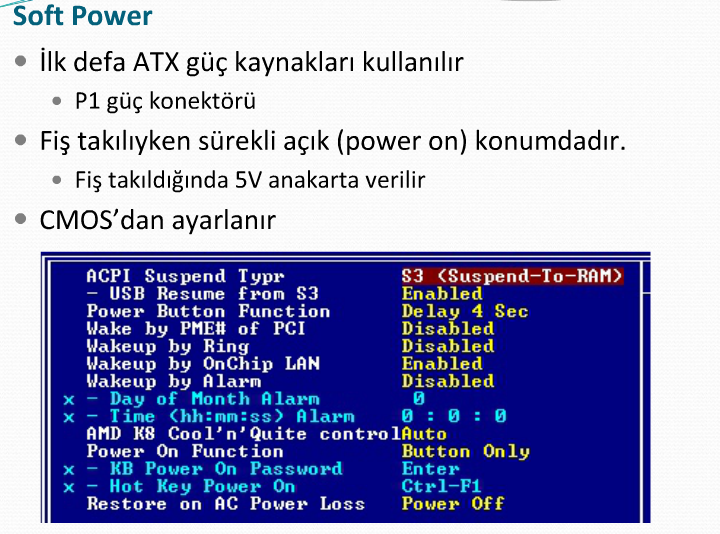 Soft Power
• İlk defa ATX güç kaynakları kullanılır
• P1 güç konektörü
• Fiş takılıyken sürekli açık (power on) konumdadır.
• Fiş takıldığında 5V anakarta verilir
• CMOS’dan ayarlanır
ACPI Suspend Typr S3 (Suspend-To-RAM)
- USB Resume from S3 Enabled
Power Button Function Delay 4 Sec
Wake by PME# of PCI Disabled
Wakeup by Ring Disabled
Wakeup by OnChip LAN Enabled
Wakeup by Alarm Disabled
x - Day of Month Alarm 0
x - Time (hh:mm:ss) Alarm 0 : 0 : 0
AMD K8 Cool'n'Quite control Auto
Power On Function Button Only
x - KB Power On Password Enter
x - Hot Key Power On Ctrl-F1
Restore on AC Power Loss Power Off